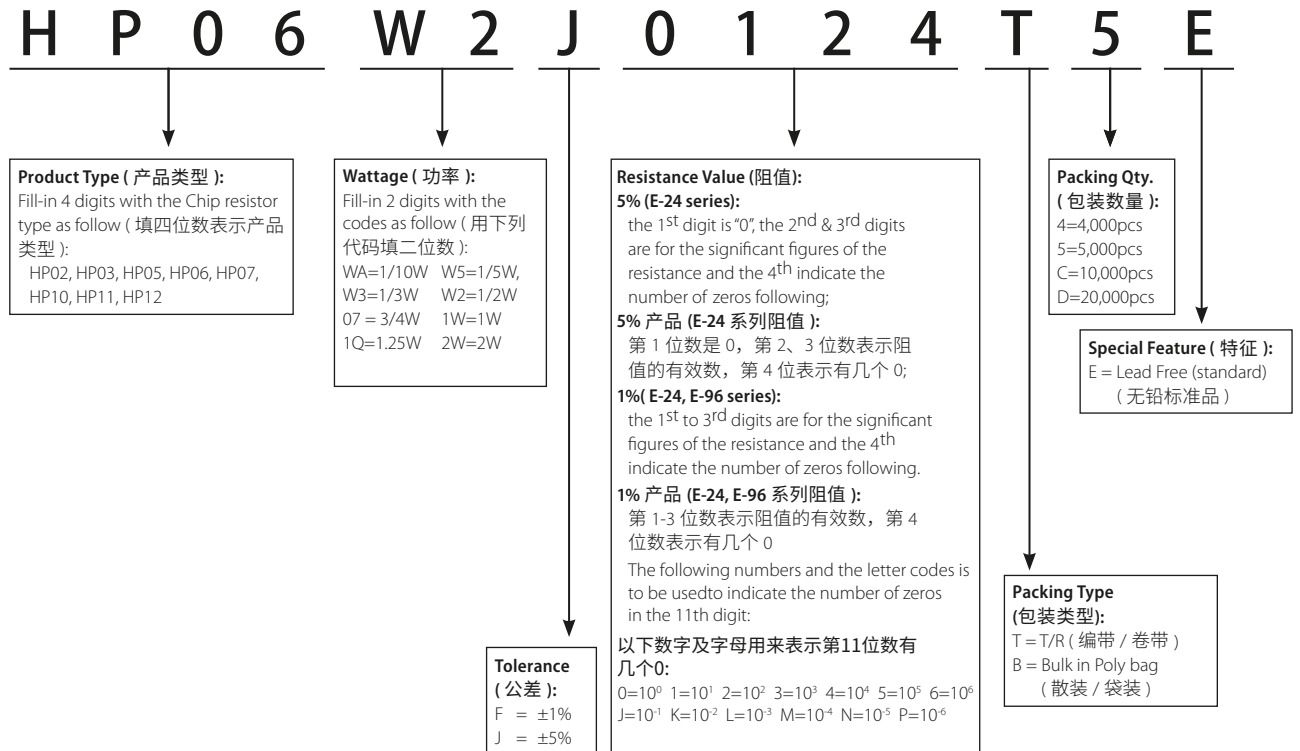 H P 0 6 W 2 J 0 1 2 4 T 5 E
Product Type ( 产品类型 ):
Fill-in 4 digits with the Chip resistor
type as follow ( 填四位数表示产品
类型 ):
HP02, HP03, HP05, HP06, HP07,
HP10, HP11, HP12
Wattage ( 功率 ):
Fill-in 2 digits with the
codes as follow ( 用下列
代码填二位数 ):
WA=1/10W W5=1/5W,
W3=1/3W W2=1/2W
07 = 3/4W 1W=1W
1Q=1.25W 2W=2W
Tolerance
( 公差 ):
F = ±1%
J = ±5%
Resistance Value (阻值):
5% (E-24 series):
the 1st digit is “0”, the 2nd & 3rd digits
are for the significant figures of the
resistance and the 4th indicate the
number of zeros following;
5% 产品 (E-24 系列阻值 ):
第 1 位数是 0，第 2、3 位数表示阻
值的有效数，第 4 位表示有几个 0;
1%( E-24, E-96 series):
the 1st to 3rd digits are for the significant
figures of the resistance and the 4th
indicate the number of zeros following.
1% 产品 (E-24, E-96 系列阻值 ):
第 1-3 位数表示阻值的有效数，第 4
位数表示有几个 0
The following numbers and the letter codes is
to be usedto indicate the number of zeros
in the 11th digit:
以下数字及字母用来表示第11位数有
几个0:
0=10⁰ 1=10¹ 2=10² 3=10³ 4=10⁴ 5=10⁵ 6=10⁶
J=10⁻¹ K=10⁻² L=10⁻³ M=10⁻⁴ N=10⁻⁵ P=10⁻⁶
Packing Type
(包装类型):
T = T/R ( 编带 / 卷带 )
B = Bulk in Poly bag
( 散装 / 袋装 )
Packing Qty.
( 包装数量 ):
4=4,000pcs
5=5,000pcs
C=10,000pcs
D=20,000pcs
Special Feature ( 特征 ):
E = Lead Free (standard)
( 无铅标准品 )